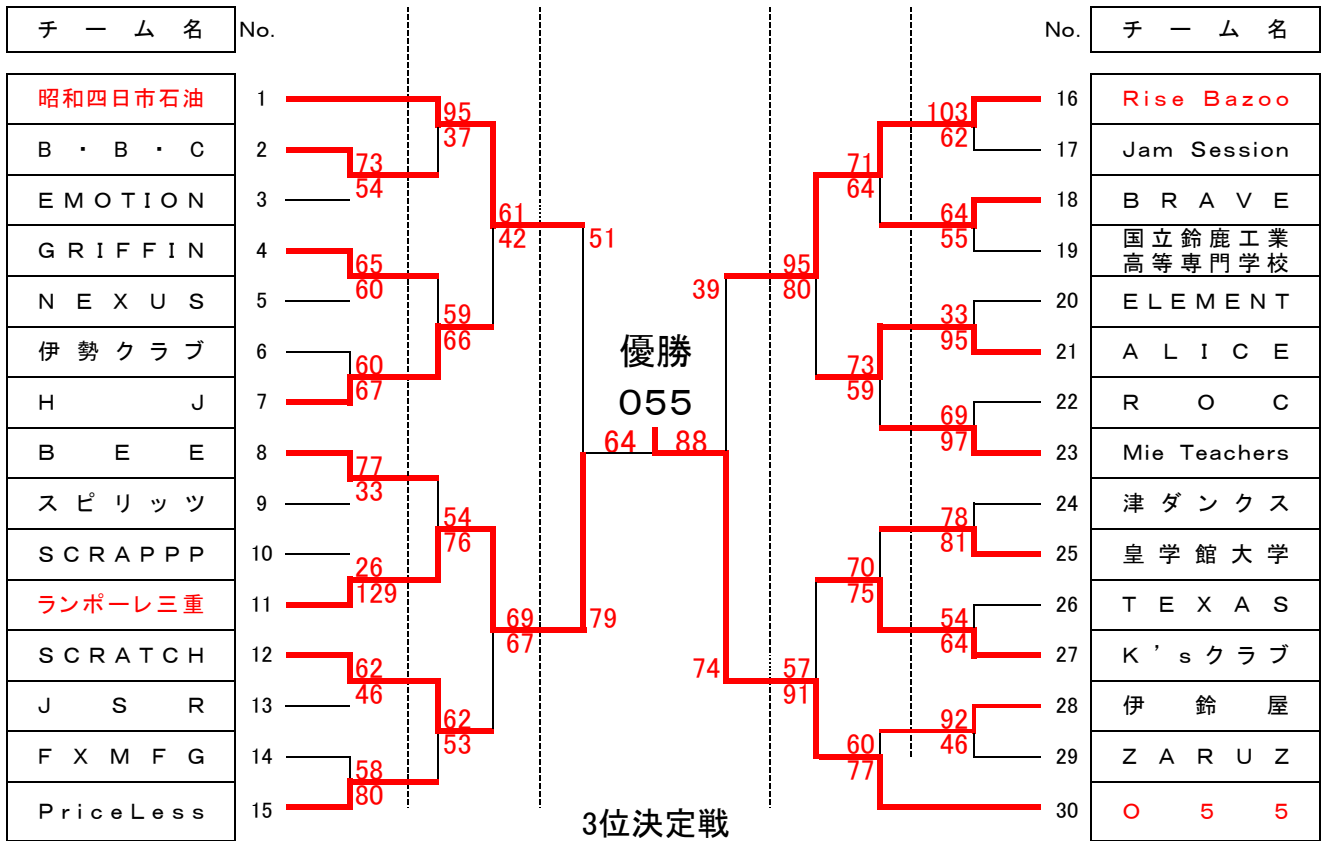 チーム名 No.
No. チーム名
昭和四日市石油 1
B・B・C 2
EMOTION 3
GRIFFIN 4
NEXUS 5
伊勢クラブ 6
HJ 7
BEE 8
スピリッツ 9
SCRAPPP 10
ランポーレ三重 11
SCRATCH 12
JSR 13
FXMFG 14
PriceLess 15
73
54
65
60
60
67
77
33
26
129
62
46
58
80
95
37
59
66
54
76
62
53
61
42
69
67
51
79
優勝
O55
64 88
39
74
95
80
57
91
71
64
73
59
70
75
60
77
103
62
64
55
33
95
69
97
78
81
54
64
92
46
16 Rise Bazoo
17 Jam Session
18 BRAVE
19 国立鈴鹿工業
高等専門学校
20 ELEMENT
21 ALICE
22 ROC
23 Mie Teachers
24 津ダンクス
25 皇学館大学
26 TEXAS
27 K'sクラブ
28 伊鈴屋
29 ZARUZ
30 O55
3位決定戦